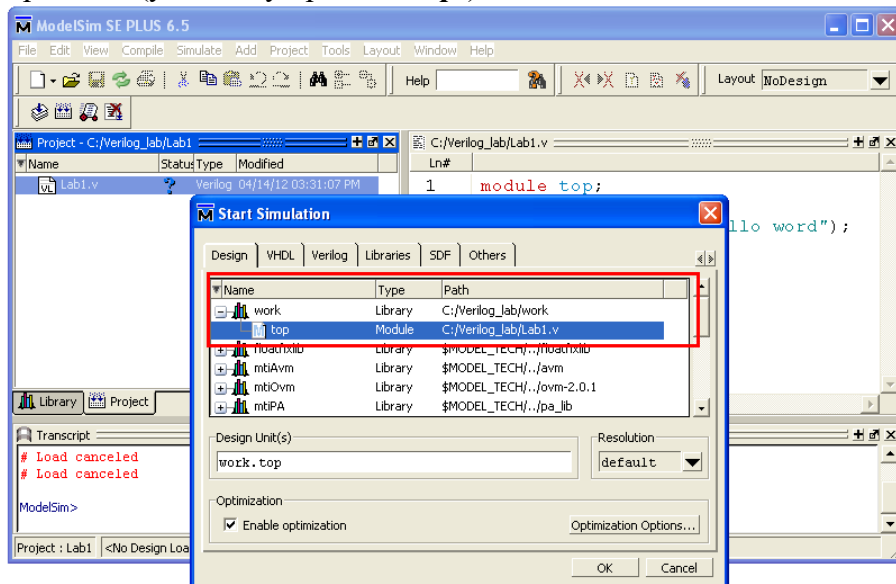 ModelSim SE PLUS 6.5
File Edit View Compile Simulate Add Project Tools Layout Window Help
Help Layout NoDesign
Project - C:/Verilog_lab/Lab1
Name Status Type Modified
Lab1.v ? Verilog 04/14/12 03:31:07 PM
C:/Verilog_lab/Lab1.v
Ln#
1 module top;
llo word");
Start Simulation
Design VHDL Verilog Libraries SDF Others
Name Type Path
work Library C:/Verilog_lab/work
top Module C:/Verilog_lab/Lab1.v
floatfixlib Library $MODEL_TECH/../floatfixlib
mtiAvm Library $MODEL_TECH/../avm
mtiOvm Library $MODEL_TECH/../ovm-2.0.1
mtiPA Library $MODEL_TECH/../pa_lib
Design Unit(s)
work.top
Resolution
default
Optimization
Enable optimization
Optimization Options...
OK Cancel
Library Project
Transcript
# Load canceled
# Load canceled
ModelSim>
Project : Lab1 <No Design Loa